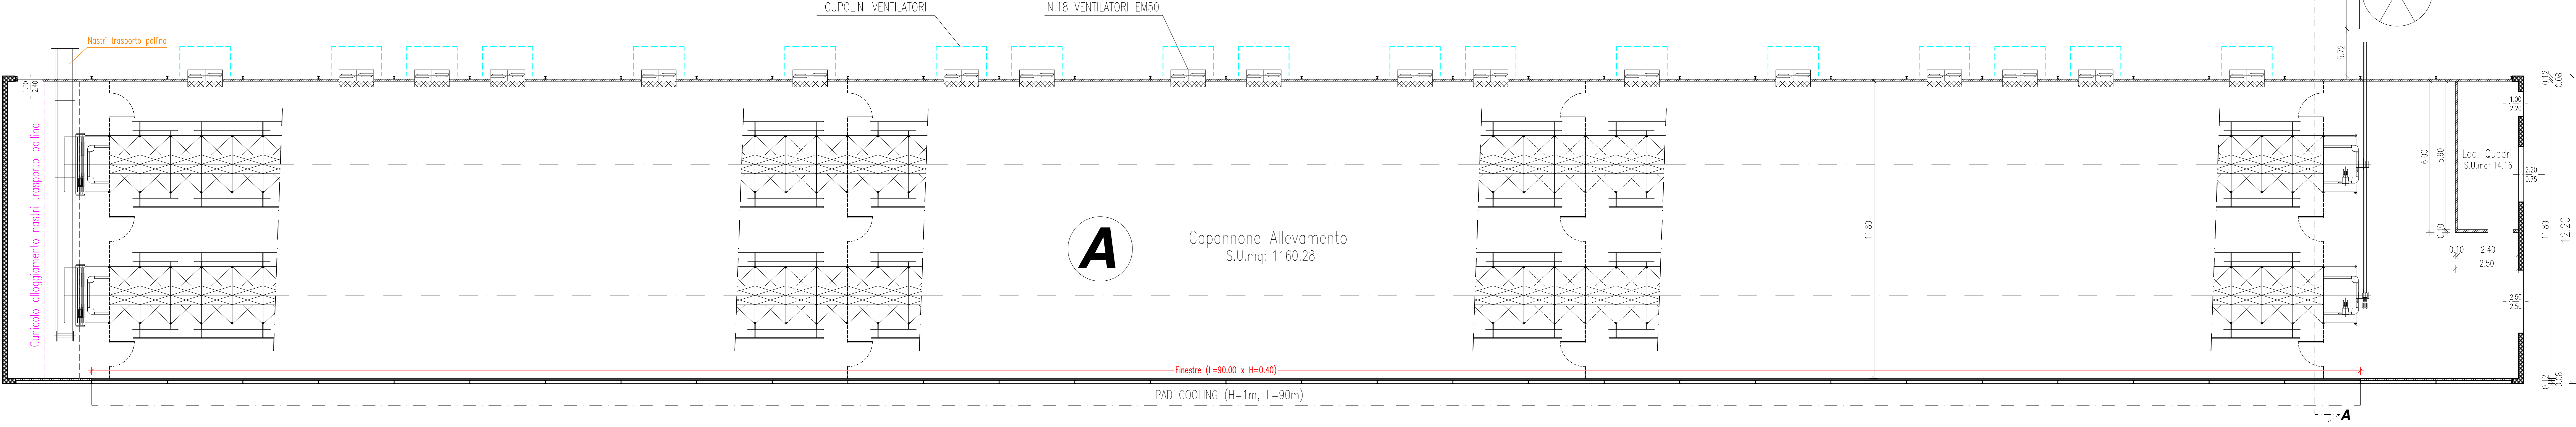 CUPOLINI VENTILATORI
N.18 VENTILATORI EM50
Nastri trasporto pollina
5.72
1.00
2.40
0.12
0.08
Cunicolo alloggiamento nastri trasporto pollina
1.00
2.20
6.00
5.90
Loc. Quadri
S.U.mq: 14,16
2.20
0.75
A
Capannone Allevamento
S.U.mq: 1160.28
11.80
0.10
11.80
12.20
0.10
2.40
2.50
2.50
2.50
Finestre (L=90.00 x H=0.40)
0.12
0.08
PAD COOLING (H=1m, L=90m)
A